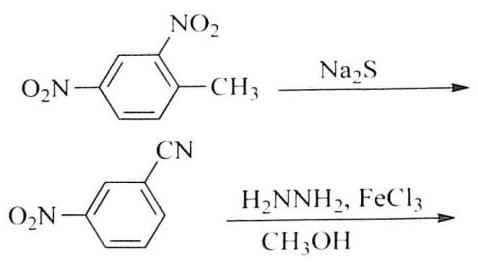 NO₂
O₂N CH₃ Na₂S
CN
O₂N H₂NNH₂, FeCl₃
CH₃OH